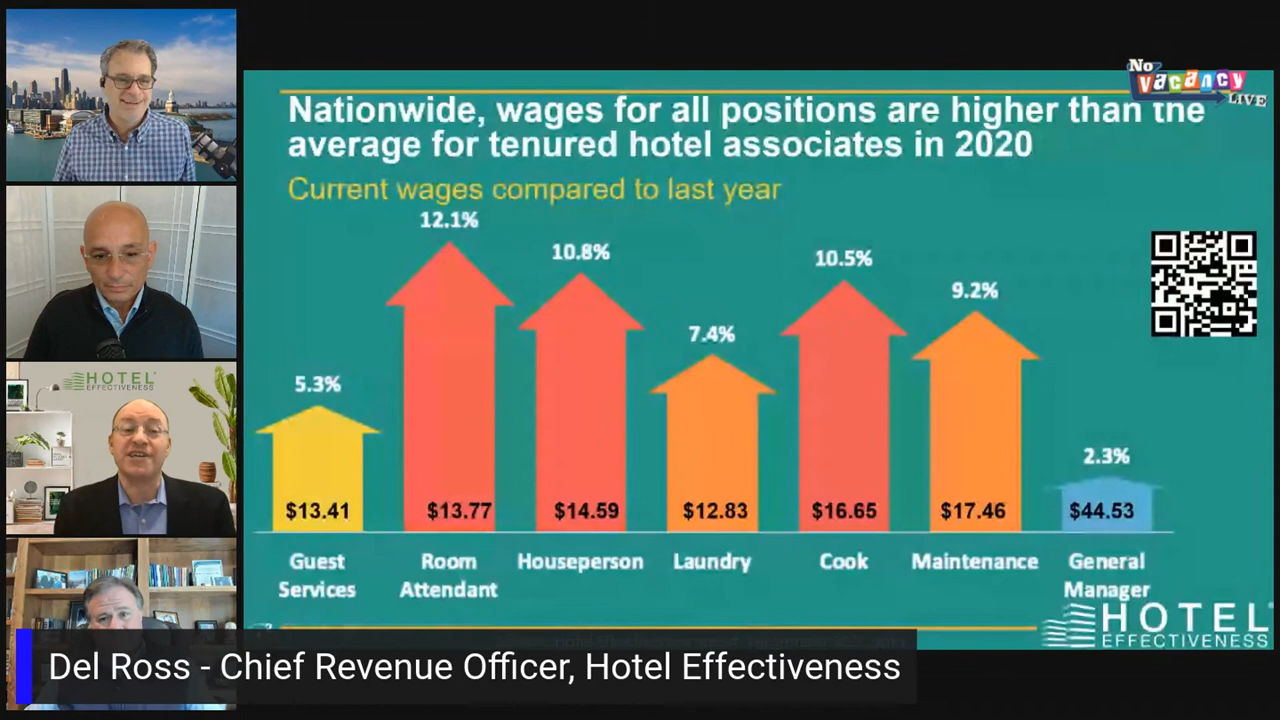 No
vacancy
LIVE
Nationwide, wages for all positions are higher than the
average for tenured hotel associates in 2020
Current wages compared to last year
5.3%
12.1%
10.8%
7.4%
10.5%
9.2%
2.3%
$13.41
$13.77
$14.59
$12.83
$16.65
$17.46
$44.53
Guest
Services
Room
Attendant
Houseperson
Laundry
Cook
Maintenance
General
Manager
HOTEL
EFFECTIVENESS
HOTEL
EFFECTIVENESS
Del Ross - Chief Revenue Officer, Hotel Effectiveness